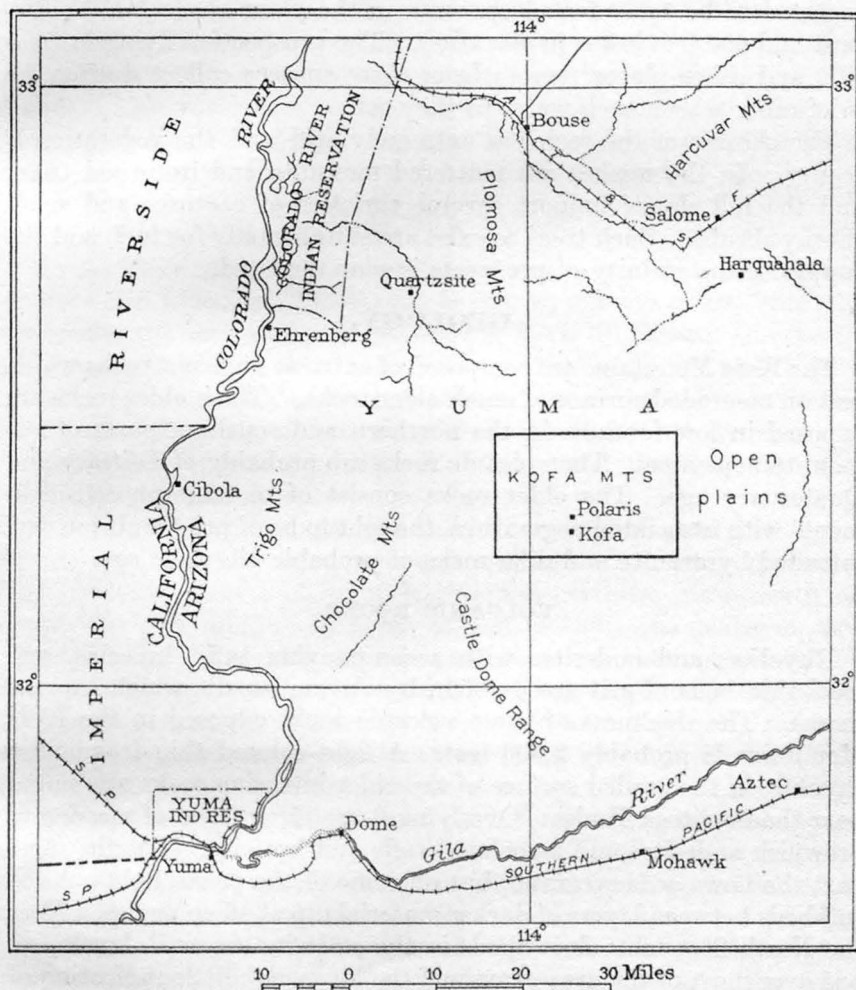 114°
33°
33°
RIVERSIDE
COLORADO RIVER
COLORADO RIVER
INDIAN RESERVATION
A. T. & S. F.
Bouse
Harcuvar Mts
Plomosa Mts
Salome
Harquahala
Quartzsite
Ehrenberg
Y U M A
KOFA MTS
Polaris
Kofa
Open
plains
Cibola
Trigo Mts
IMPERIAL
CALIFORNIA
ARIZONA
Chocolate Mts
Castle Dome Range
32°
32°
YUMA
IND RES
Yuma
S P
Dome
Gila River
SOUTHERN PACIFIC
Aztec
Mohawk
114°
10 0 10 20 30 Miles